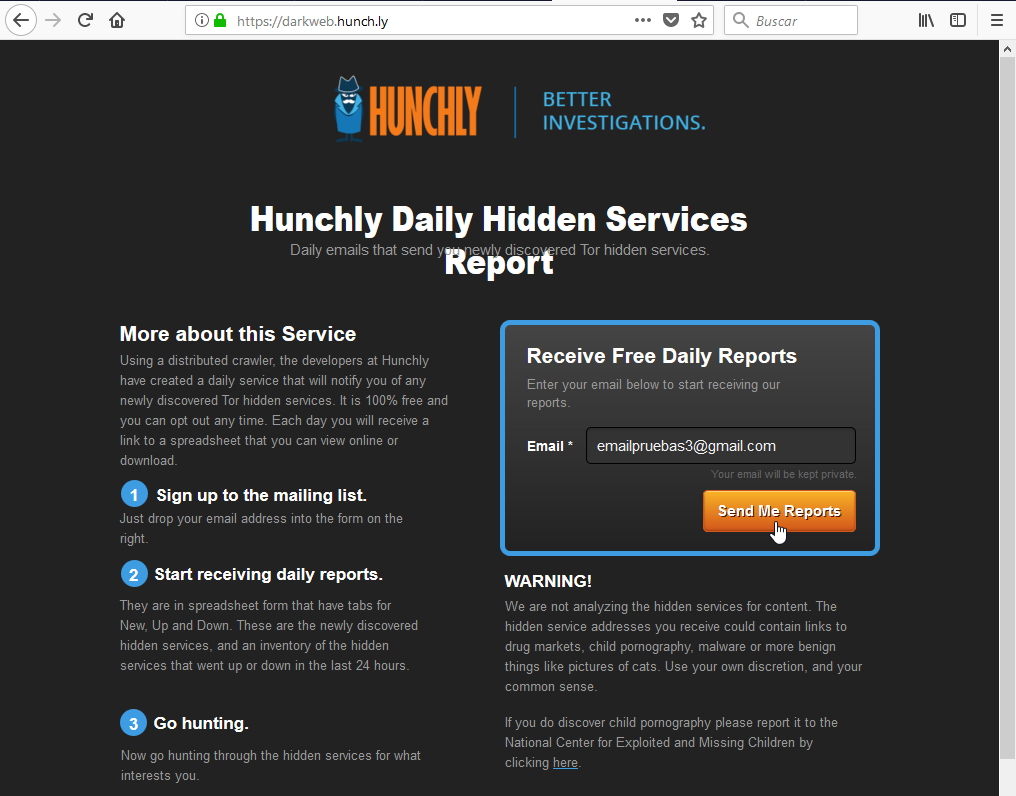 https://darkweb.hunch.ly
Buscar
HUNCHLY
BETTER
INVESTIGATIONS.
Hunchly Daily Hidden Services
Daily emails that send you newly discovered Tor hidden services.
Report
More about this Service
Using a distributed crawler, the developers at Hunchly
have created a daily service that will notify you of any
newly discovered Tor hidden services. It is 100% free and
you can opt out any time. Each day you will receive a
link to a spreadsheet that you can view online or
download.
1 Sign up to the mailing list.
Just drop your email address into the form on the
right.
2 Start receiving daily reports.
They are in spreadsheet form that have tabs for
New, Up and Down. These are the newly discovered
hidden services, and an inventory of the hidden
services that went up or down in the last 24 hours.
3 Go hunting.
Now go hunting through the hidden services for what
interests you.
Receive Free Daily Reports
Enter your email below to start receiving our
reports.
Email * emailpruebas3@gmail.com
Your email will be kept private.
Send Me Reports
WARNING!
We are not analyzing the hidden services for content. The
hidden service addresses you receive could contain links to
drug markets, child pornography, malware or more benign
things like pictures of cats. Use your own discretion, and your
common sense.
If you do discover child pornography please report it to the
National Center for Exploited and Missing Children by
clicking here.